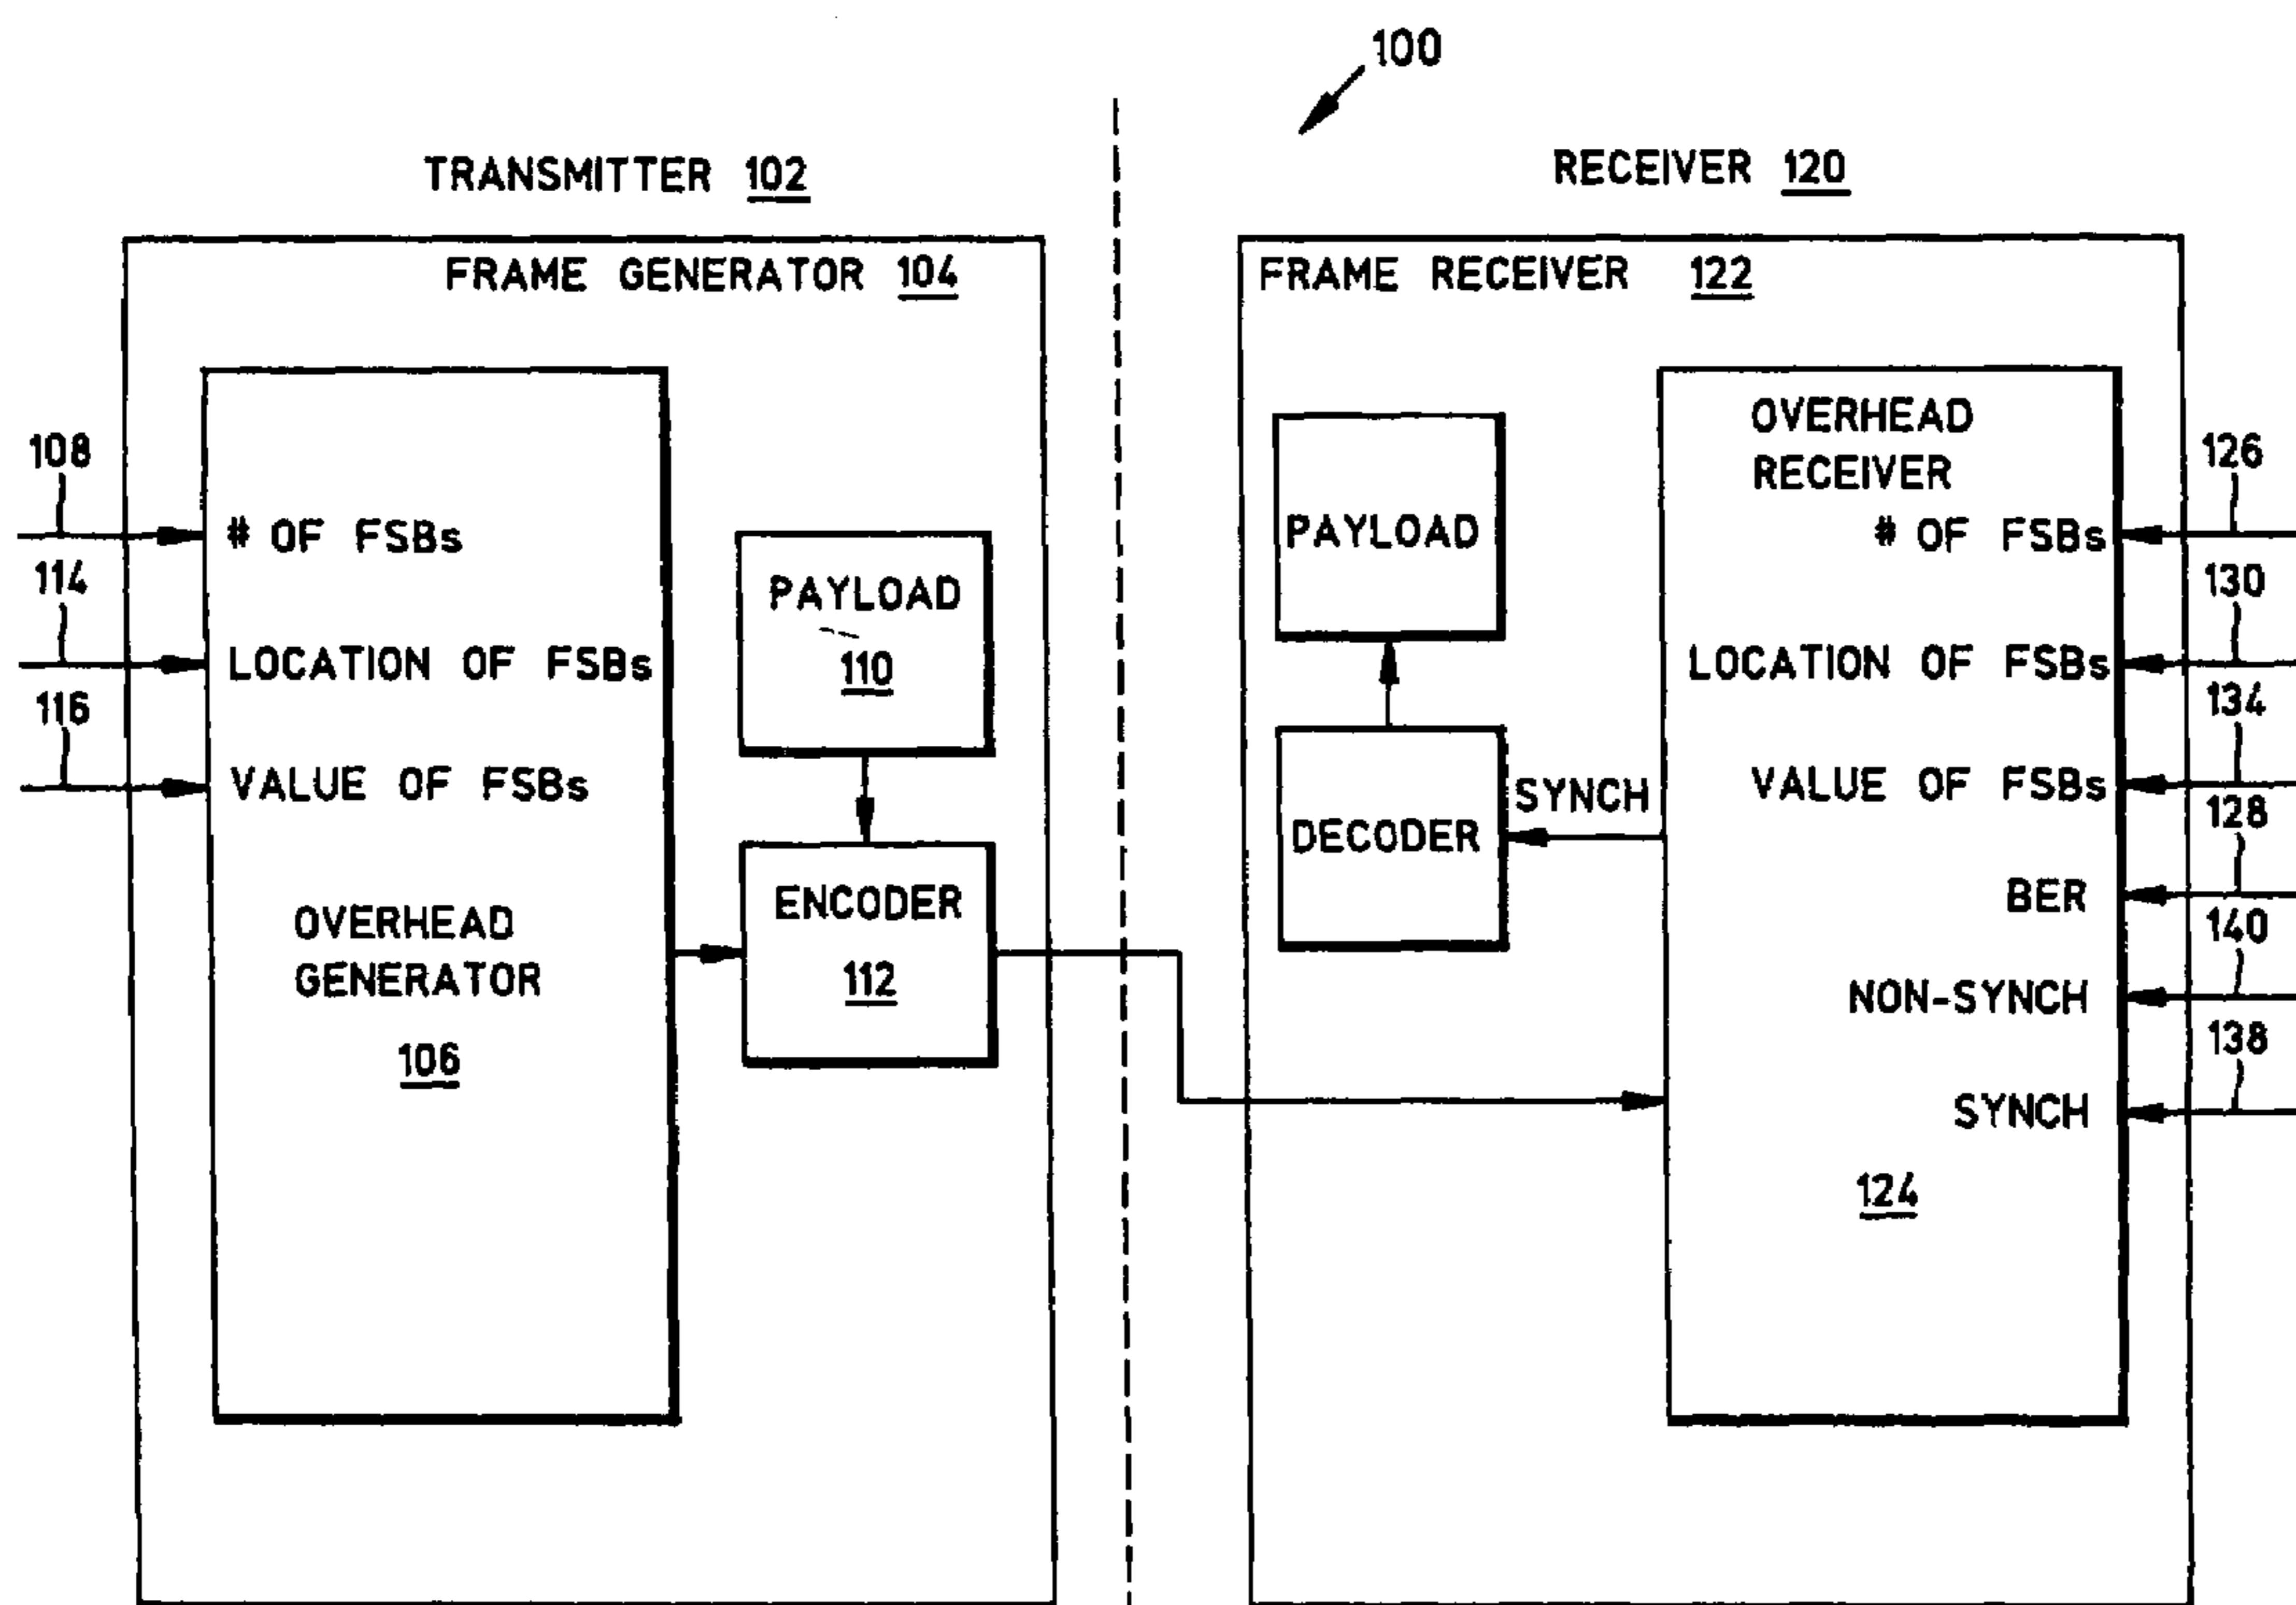 100
TRANSMITTER 102
RECEIVER 120
FRAME GENERATOR 104
108
# OF FSBs
114
LOCATION OF FSBs
116
VALUE OF FSBs
OVERHEAD
GENERATOR
106
PAYLOAD
110
ENCODER
112
FRAME RECEIVER 122
PAYLOAD
DECODER
SYNCH
OVERHEAD
RECEIVER
126
# OF FSBs
130
LOCATION OF FSBs
134
VALUE OF FSBs
128
BER
140
NON-SYNCH
138
SYNCH
124